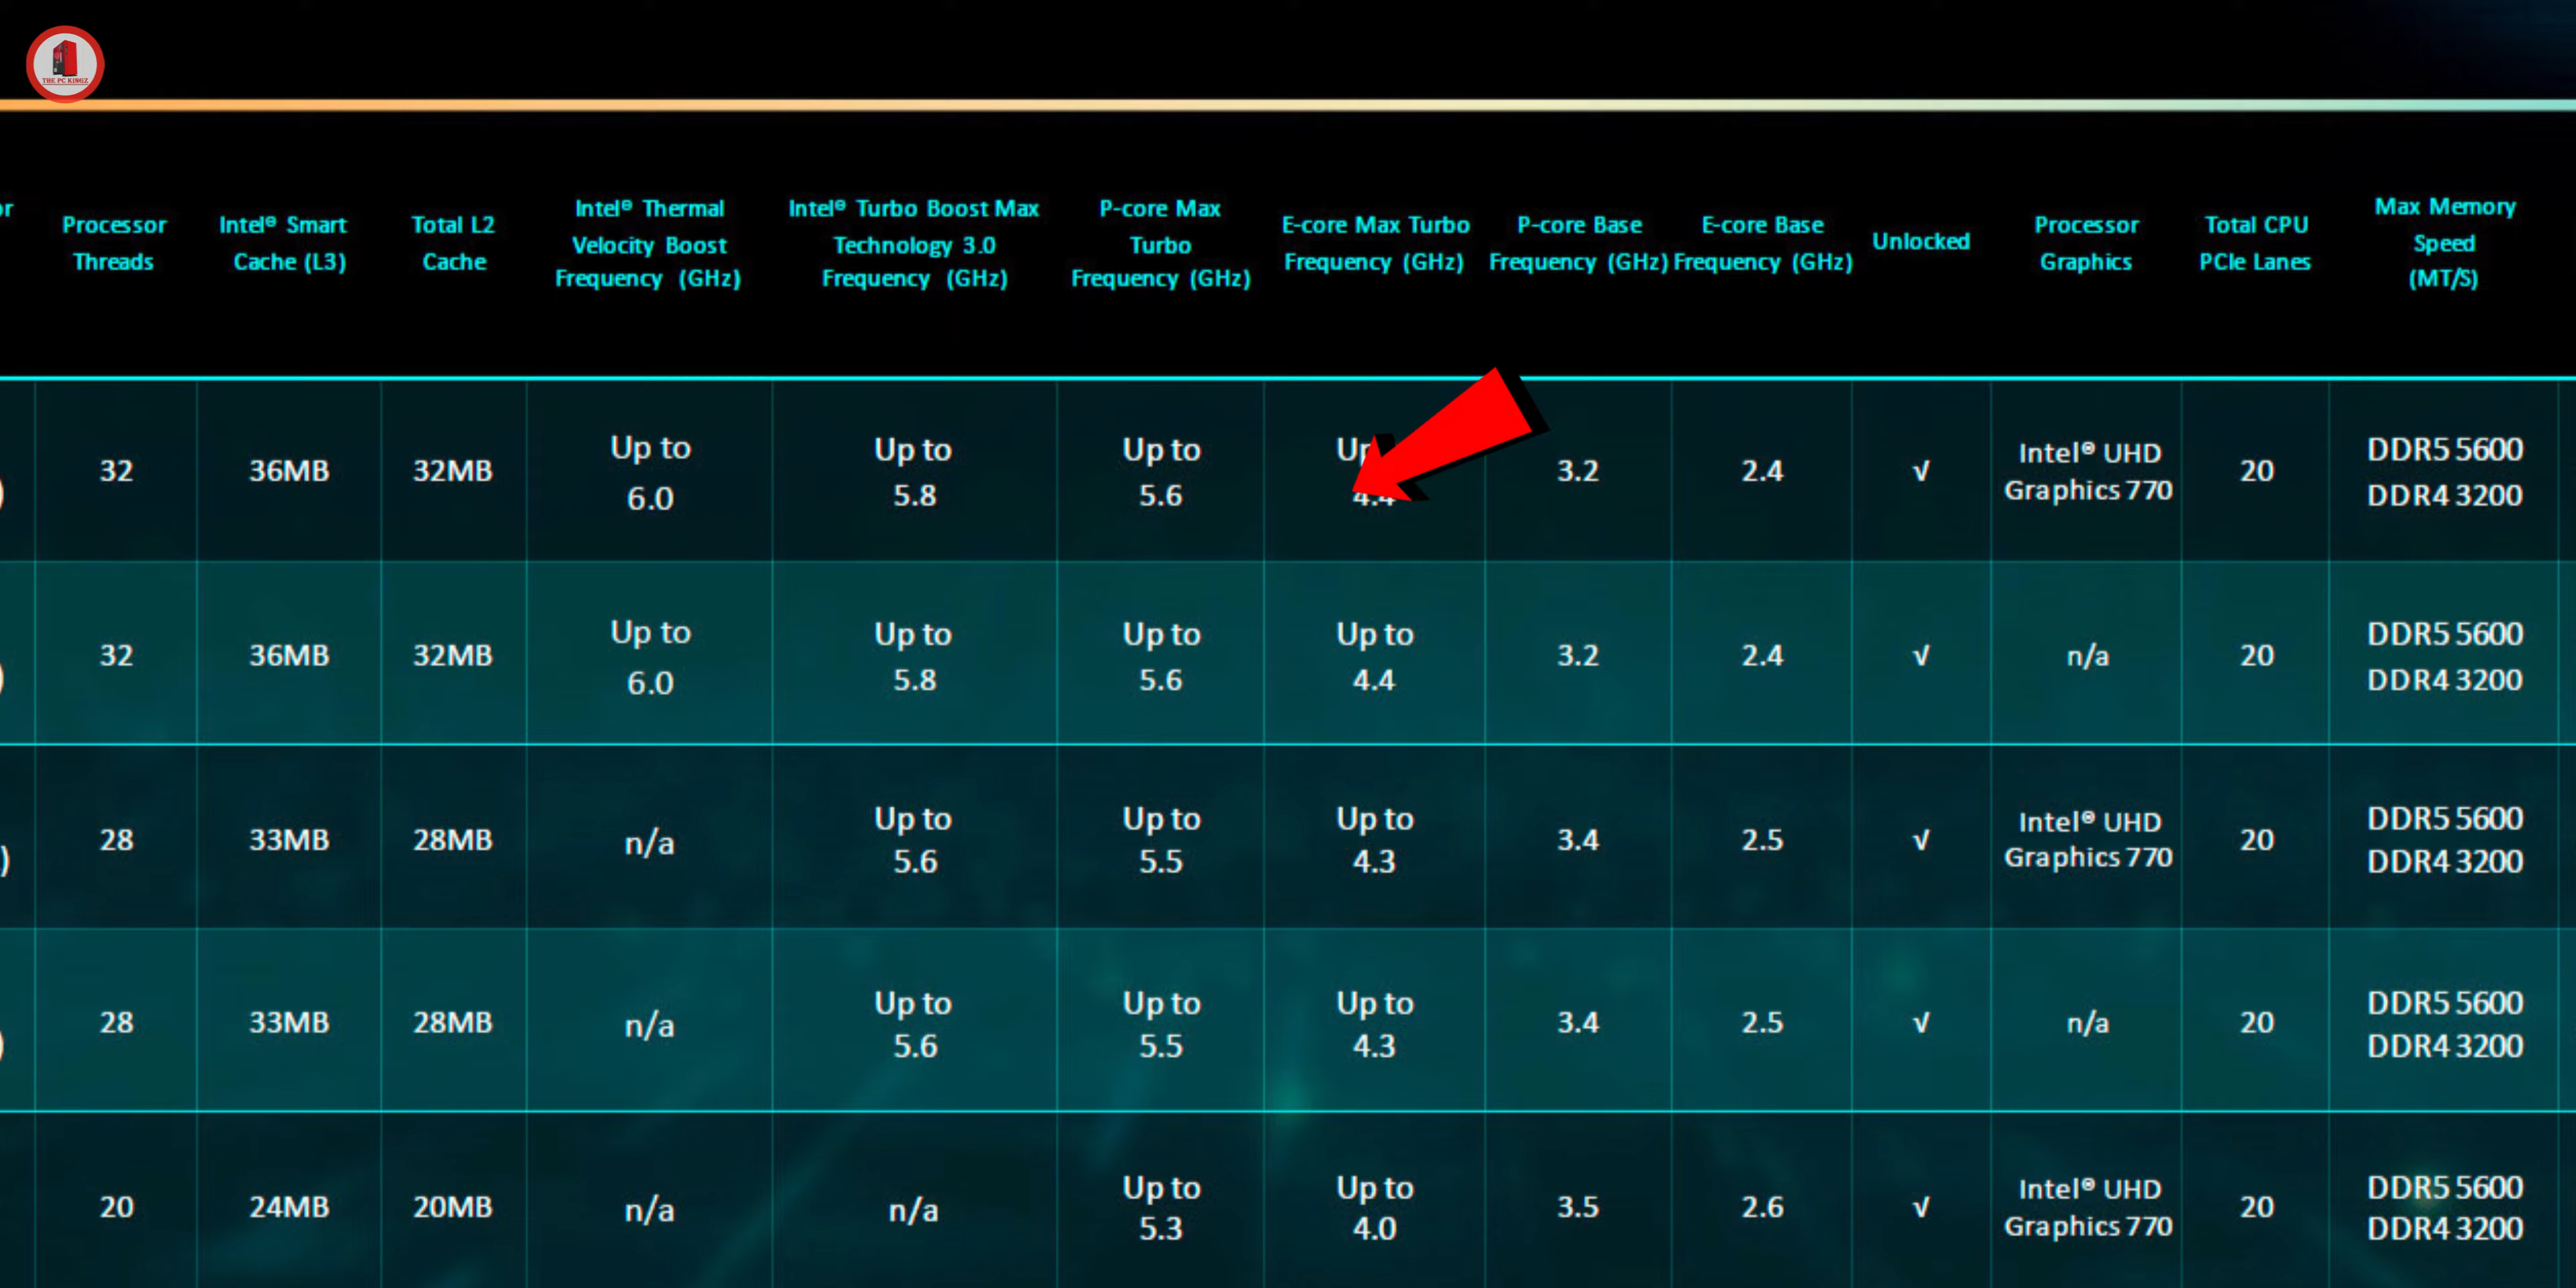 THE PC KINGZ
Processor Threads
Intel® Smart Cache (L3)
Total L2 Cache
Intel® Thermal Velocity Boost Frequency (GHz)
Intel® Turbo Boost Max Technology 3.0 Frequency (GHz)
P-core Max Turbo Frequency (GHz)
E-core Max Turbo Frequency (GHz)
P-core Base Frequency (GHz)
E-core Base Frequency (GHz)
Unlocked
Processor Graphics
Total CPU PCIe Lanes
Max Memory Speed (MT/S)
32 36MB 32MB Up to 6.0 Up to 5.8 Up to 5.6 Up 4.4 3.2 2.4 √ Intel® UHD Graphics 770 20 DDR5 5600 DDR4 3200
32 36MB 32MB Up to 6.0 Up to 5.8 Up to 5.6 Up to 4.4 3.2 2.4 √ n/a 20 DDR5 5600 DDR4 3200
28 33MB 28MB n/a Up to 5.6 Up to 5.5 Up to 4.3 3.4 2.5 √ Intel® UHD Graphics 770 20 DDR5 5600 DDR4 3200
28 33MB 28MB n/a Up to 5.6 Up to 5.5 Up to 4.3 3.4 2.5 √ n/a 20 DDR5 5600 DDR4 3200
20 24MB 20MB n/a n/a Up to 5.3 Up to 4.0 3.5 2.6 √ Intel® UHD Graphics 770 20 DDR5 5600 DDR4 3200